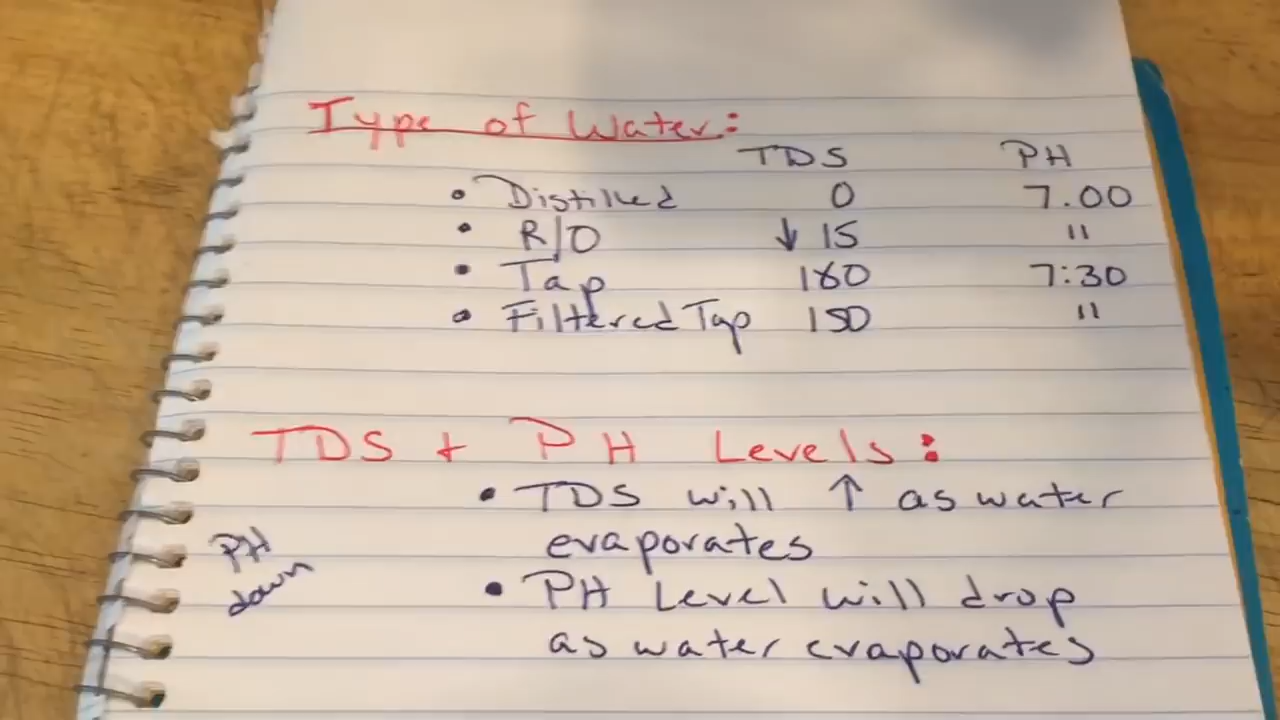 Type of Water:
TDS PH
• Distilled 0 7.00
• R/O ↓ 15 "
• Tap 160 7:30
• Filtered Tap 150 "
TDS + PH Levels:
• TDS will ↑ as water
evaporates
PH
down
• PH Level will drop
as water evaporates